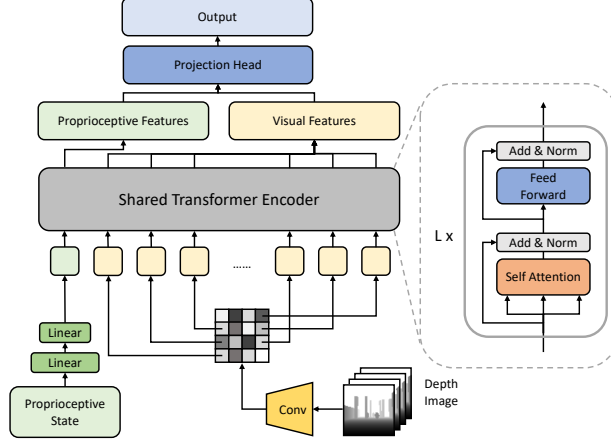 Output
Projection Head
Proprioceptive Features
Visual Features
Shared Transformer Encoder
......
Linear
Linear
Proprioceptive
State
Conv
Depth
Image
L x
Add & Norm
Feed
Forward
Add & Norm
Self Attention